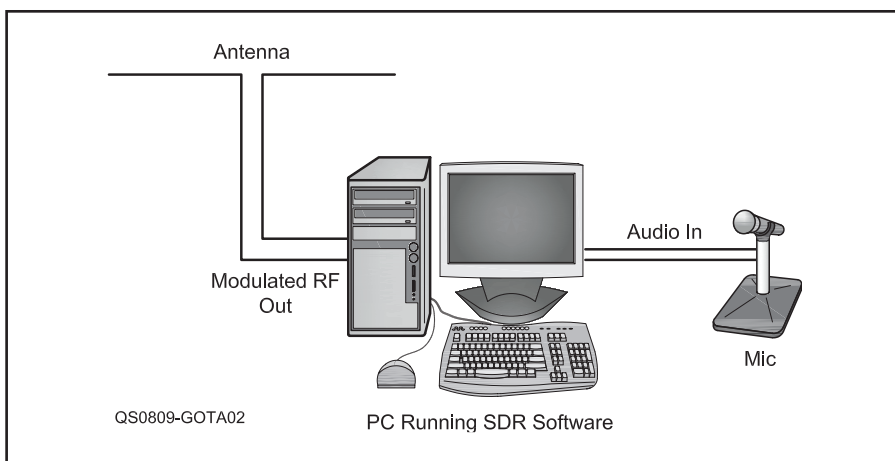 Antenna
Audio In
Modulated RF
Out
Mic
QS0809-GOTA02
PC Running SDR Software